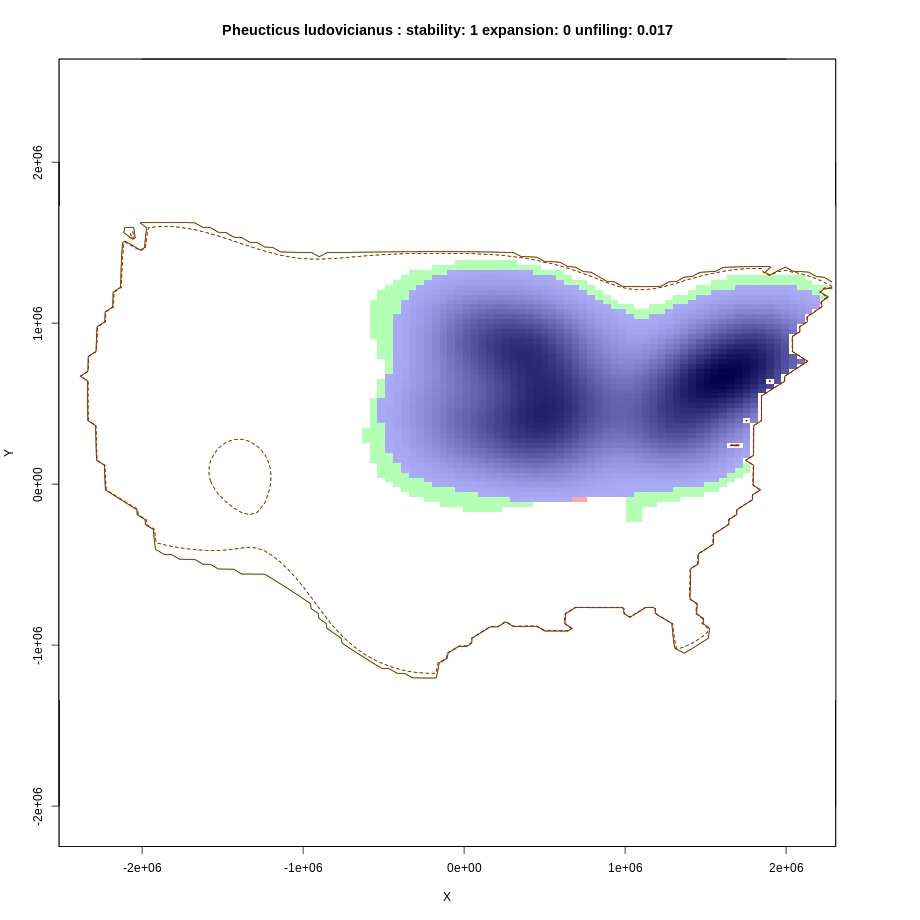 Pheucticus ludovicianus : stability: 1 expansion: 0 unfiling: 0.017
2e+06
1e+06
0e+00
-1e+06
-2e+06
Y
-2e+06 -1e+06 0e+00 1e+06 2e+06
X